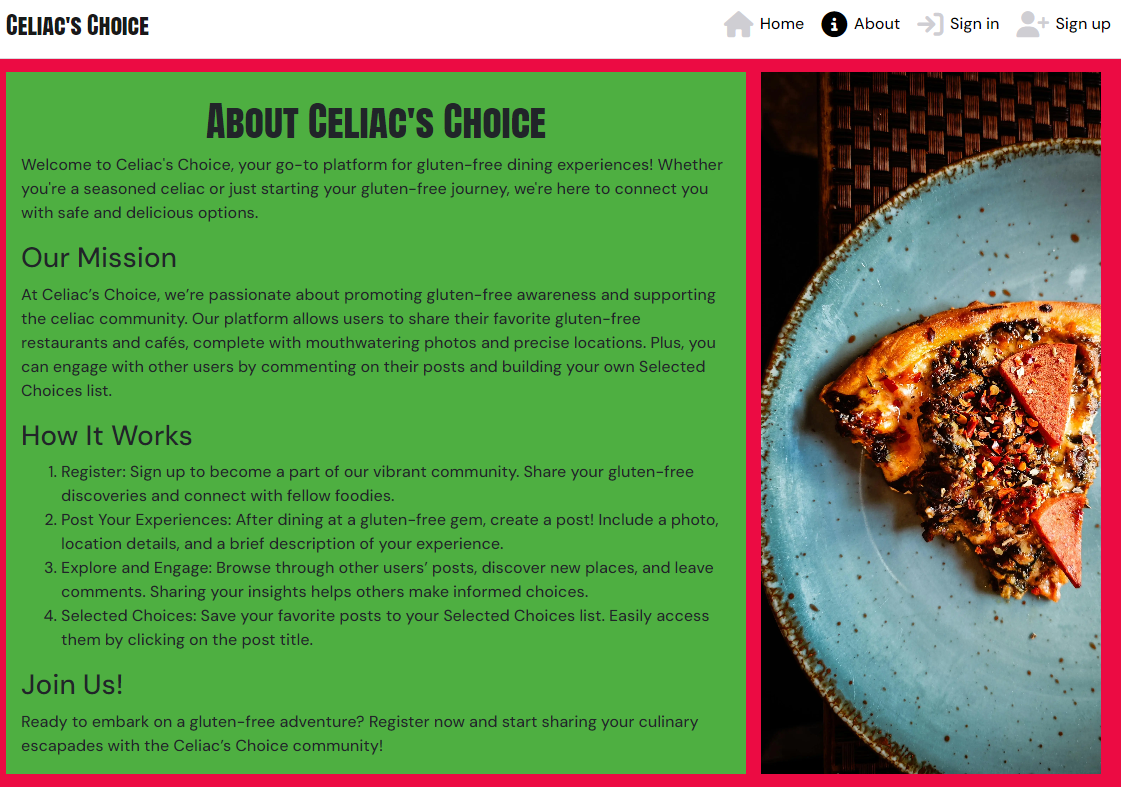 Celiac's Choice
Home
About
Sign in
Sign up
About Celiac's Choice
Welcome to Celiac's Choice, your go-to platform for gluten-free dining experiences! Whether
you're a seasoned celiac or just starting your gluten-free journey, we're here to connect you
with safe and delicious options.
Our Mission
At Celiac’s Choice, we’re passionate about promoting gluten-free awareness and supporting
the celiac community. Our platform allows users to share their favorite gluten-free
restaurants and cafés, complete with mouthwatering photos and precise locations. Plus, you
can engage with other users by commenting on their posts and building your own Selected
Choices list.
How It Works
1. Register: Sign up to become a part of our vibrant community. Share your gluten-free
discoveries and connect with fellow foodies.
2. Post Your Experiences: After dining at a gluten-free gem, create a post! Include a photo,
location details, and a brief description of your experience.
3. Explore and Engage: Browse through other users’ posts, discover new places, and leave
comments. Sharing your insights helps others make informed choices.
4. Selected Choices: Save your favorite posts to your Selected Choices list. Easily access
them by clicking on the post title.
Join Us!
Ready to embark on a gluten-free adventure? Register now and start sharing your culinary
escapades with the Celiac’s Choice community!